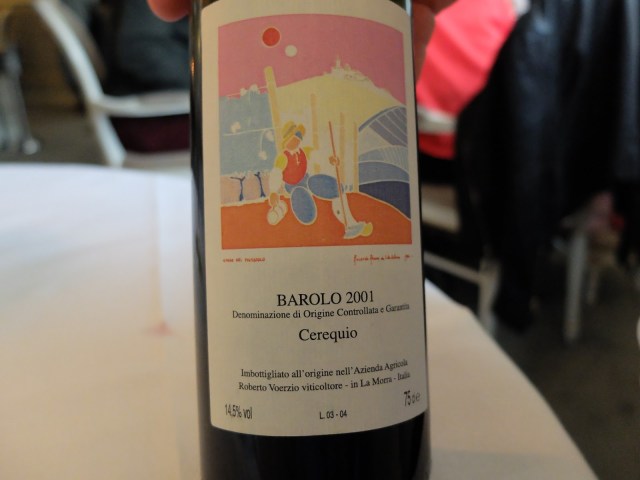 BAROLO 2001
Denominazione di Origine Controllata e Garantita
Cerequio
Imbottigliato all'origine nell'Azienda Agricola
Roberto Voerzio viticoltore - in La Morra - Italia
14,5% vol
75 cl e
L. 03 - 04